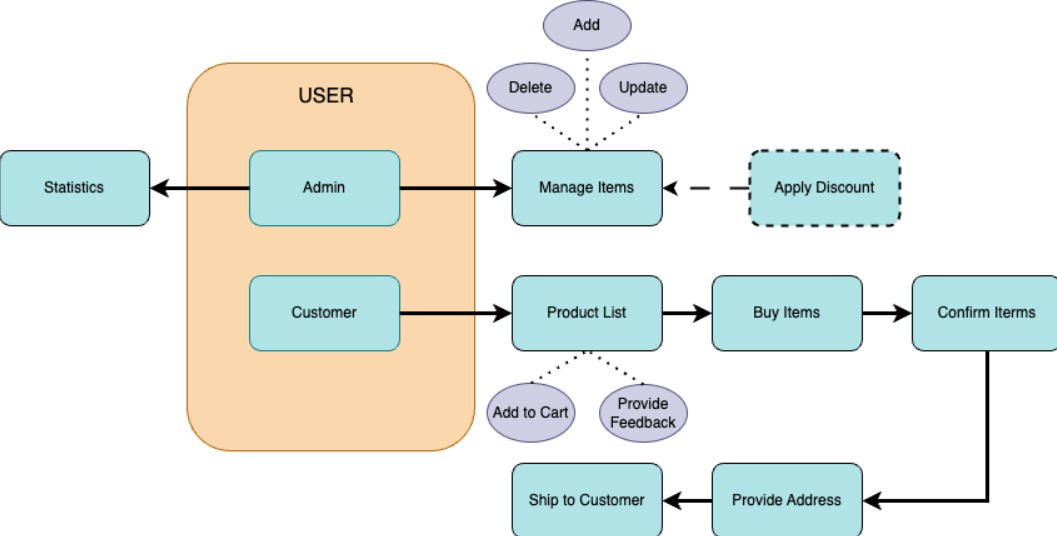 Add
Delete
Update
USER
Statistics
Admin
Manage Items
Apply Discount
Customer
Product List
Buy Items
Confirm Iterms
Add to Cart
Provide
Feedback
Ship to Customer
Provide Address